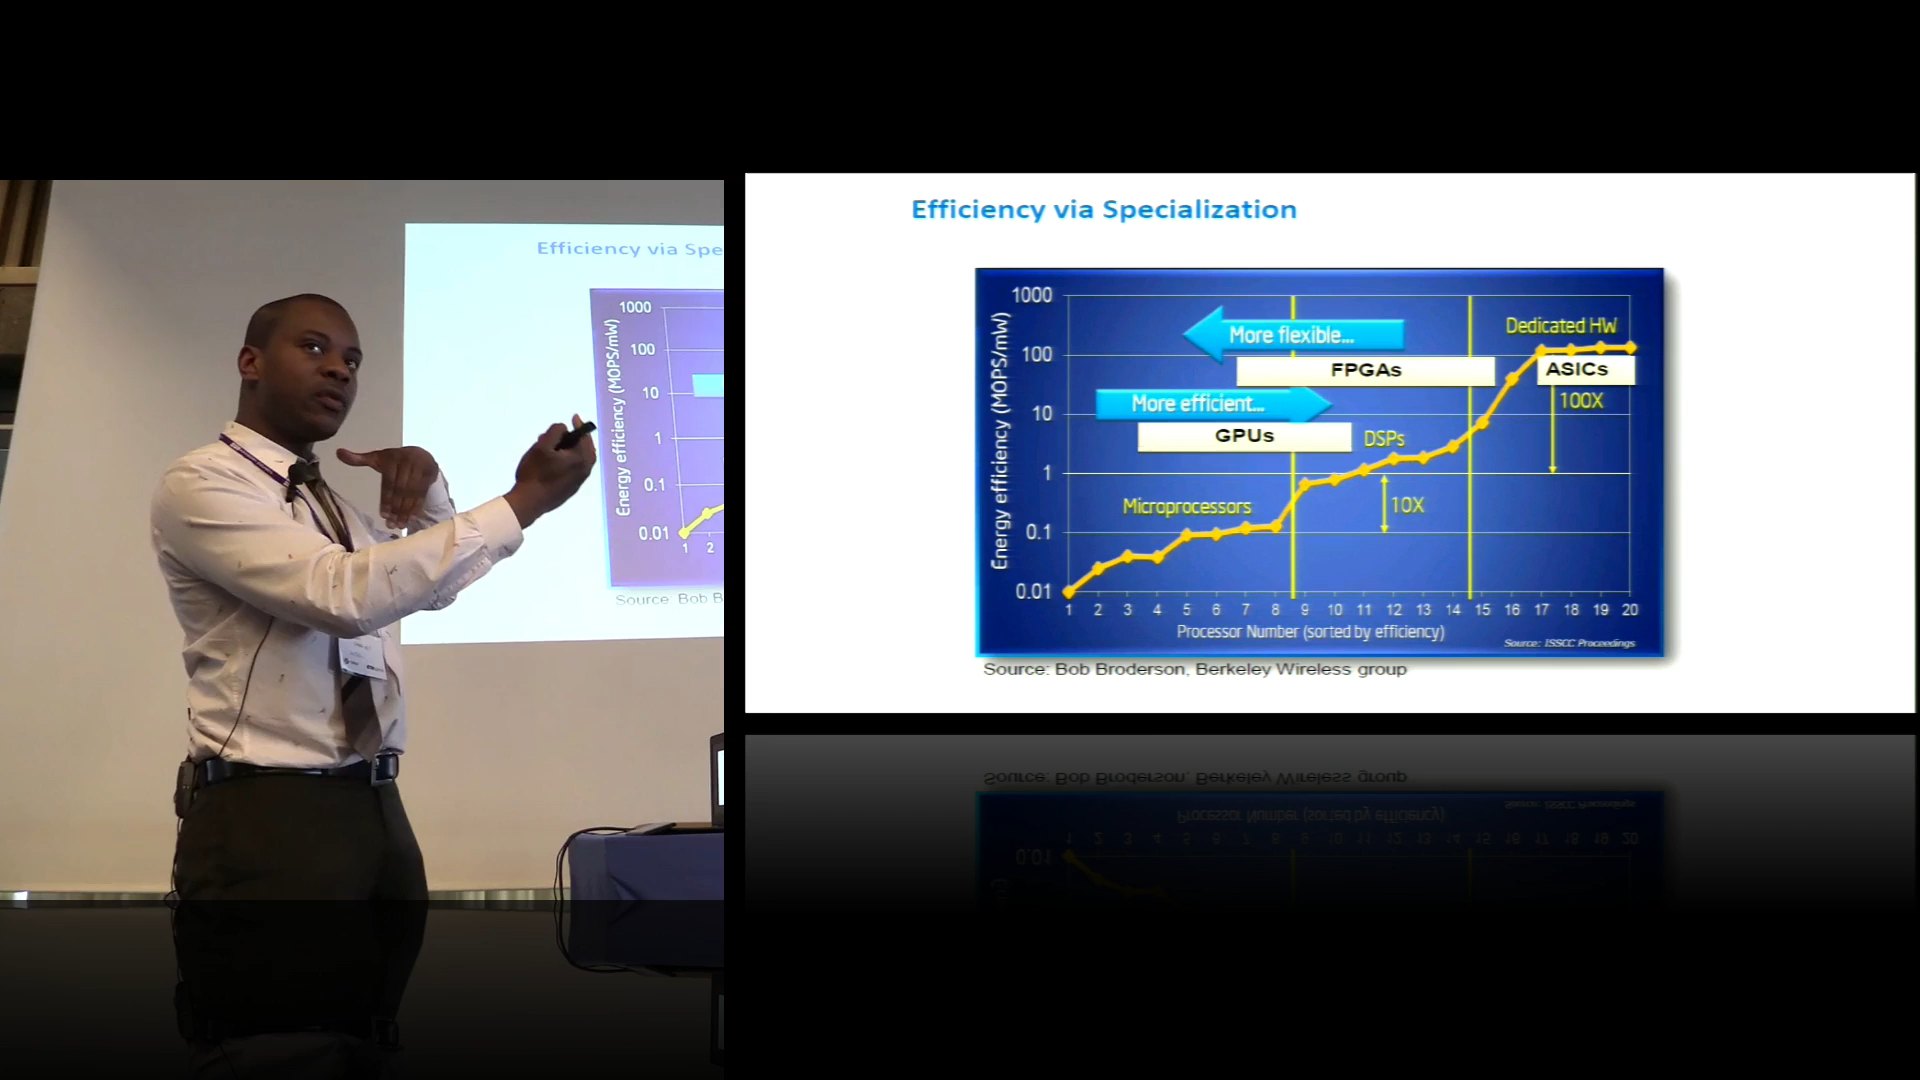 Efficiency via Spe
1000
100
10
1
0.1
0.01
1 2
Energy efficiency (MOPS/mW)
Source: Bob B
Efficiency via Specialization
1000
100
10
1
0.1
0.01
Energy efficiency (MOPS/mW)
More flexible...
Dedicated HW
FPGAs
ASICs
More efficient...
100X
GPUs
DSPs
Microprocessors
10X
1 2 3 4 5 6 7 8 9 10 11 12 13 14 15 16 17 18 19 20
Processor Number (sorted by efficiency)
Source: ISSCC Proceedings
Source: Bob Broderson, Berkeley Wireless group